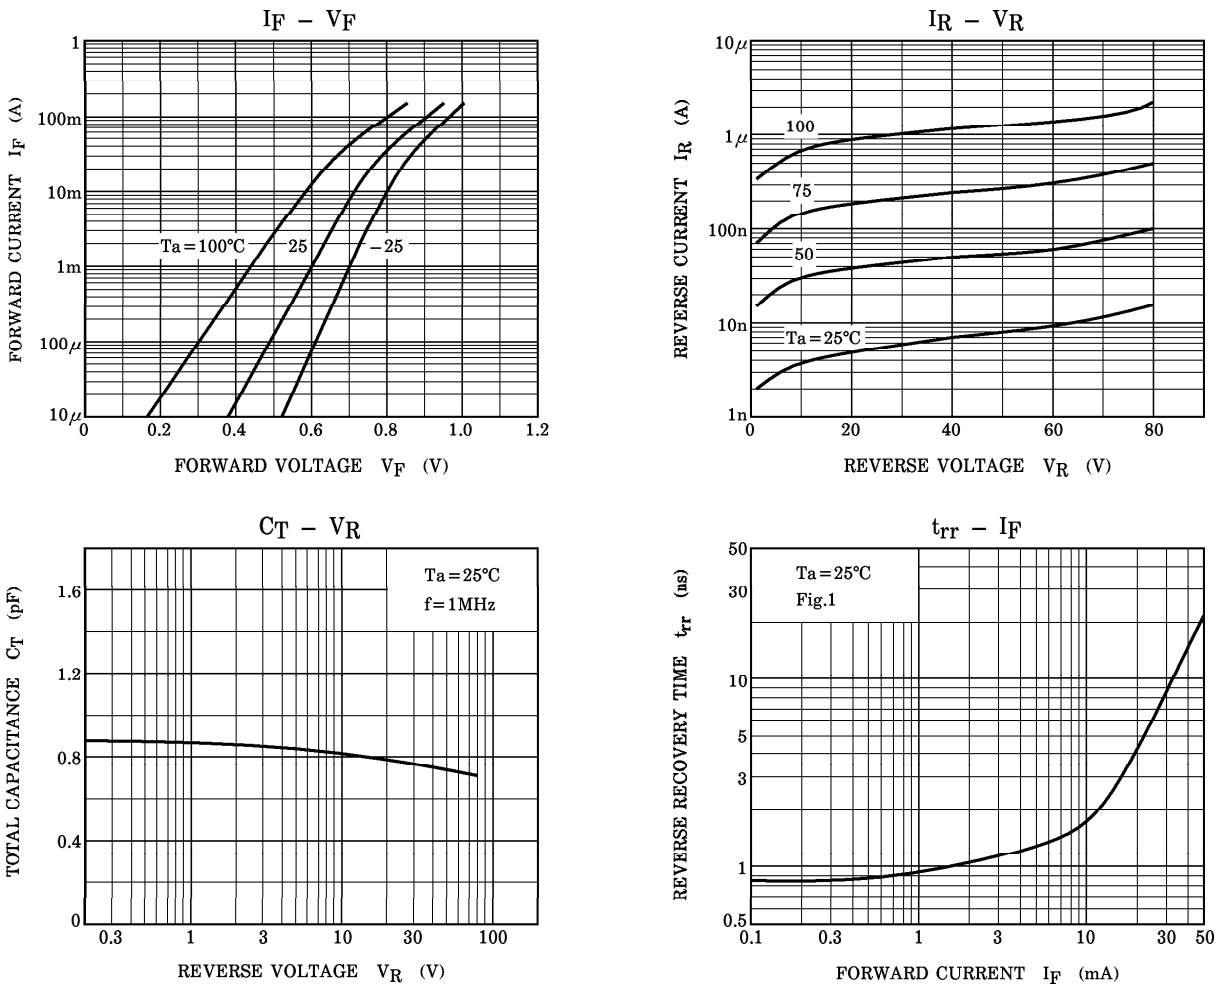 IF – VF
FORWARD CURRENT IF (A)
1
100m
10m
1m
100μ
10μ
Ta=100°C
25
−25
0 0.2 0.4 0.6 0.8 1.0 1.2
FORWARD VOLTAGE VF (V)
IR – VR
REVERSE CURRENT IR (A)
10μ
1μ
100n
10n
1n
100
75
50
Ta=25°C
0 20 40 60 80
REVERSE VOLTAGE VR (V)
CT – VR
TOTAL CAPACITANCE CT (pF)
1.6
1.2
0.8
0.4
0
Ta=25°C
f=1MHz
0.3 1 3 10 30 100
REVERSE VOLTAGE VR (V)
trr – IF
REVERSE RECOVERY TIME trr (ns)
50
30
10
5
3
1
0.5
Ta=25°C
Fig.1
0.1 0.3 1 3 10 30 50
FORWARD CURRENT IF (mA)